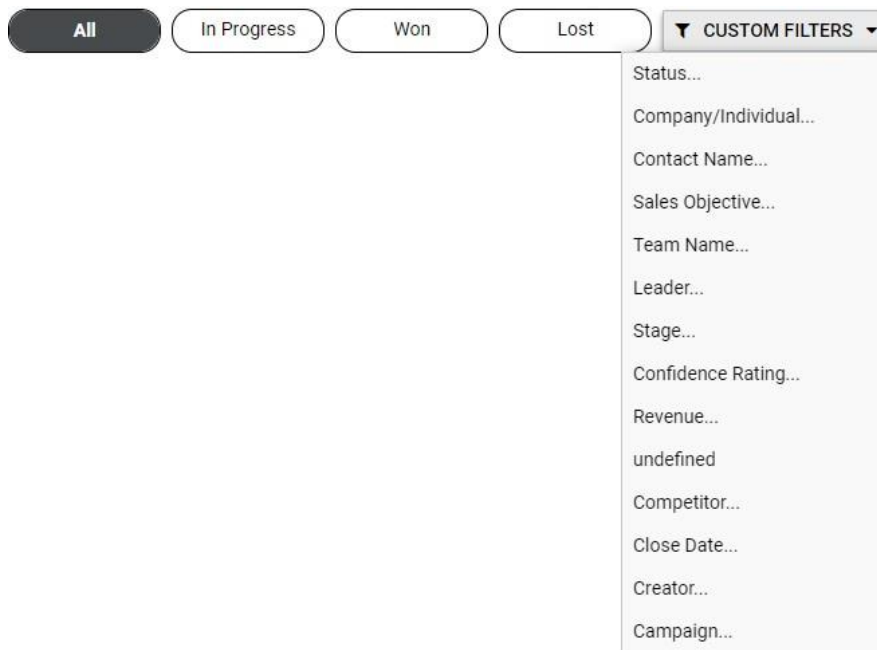 All In Progress Won Lost CUSTOM FILTERS
Status...
Company/Individual...
Contact Name...
Sales Objective...
Team Name...
Leader...
Stage...
Confidence Rating...
Revenue...
undefined
Competitor...
Close Date...
Creator...
Campaign...